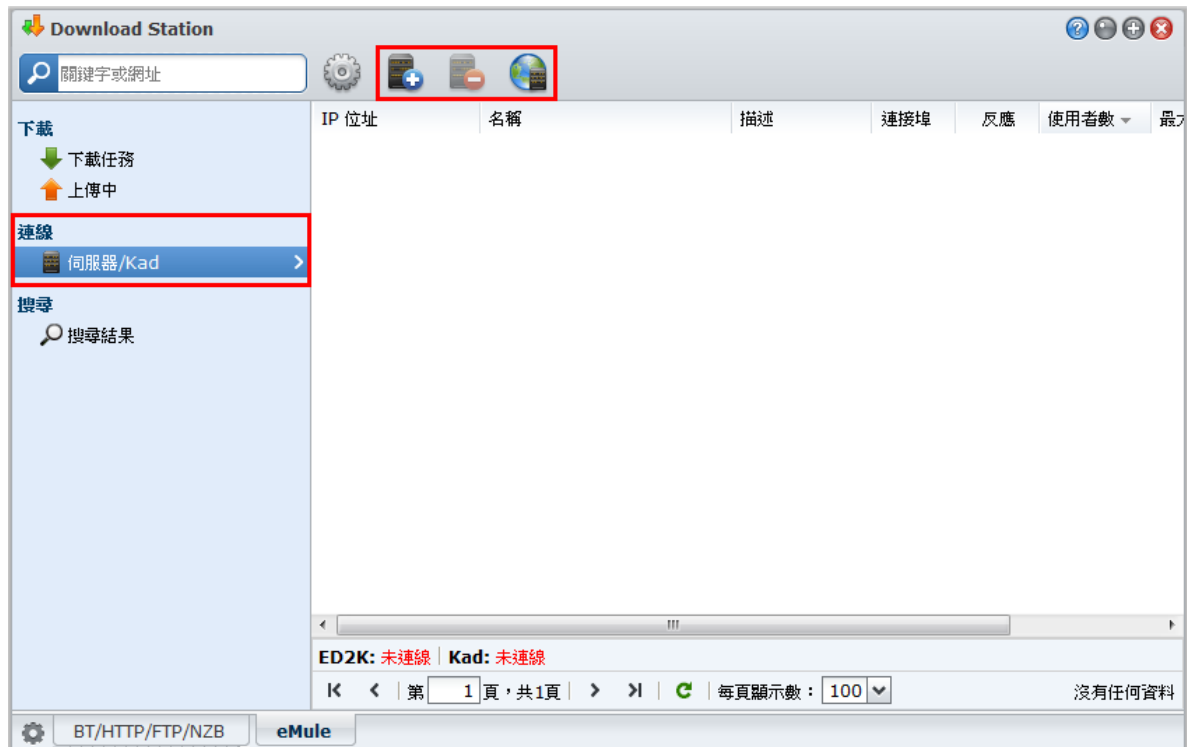 Download Station
關鍵字或網址
下載
下載任務
上傳中
連線
伺服器/Kad
搜尋
搜尋結果
IP 位址 名稱 描述 連接埠 反應 使用者數 最
ED2K: 未連線 Kad: 未連線
第 1 頁，共1頁 每頁顯示數： 100 沒有任何資料
BT/HTTP/FTP/NZB eMule